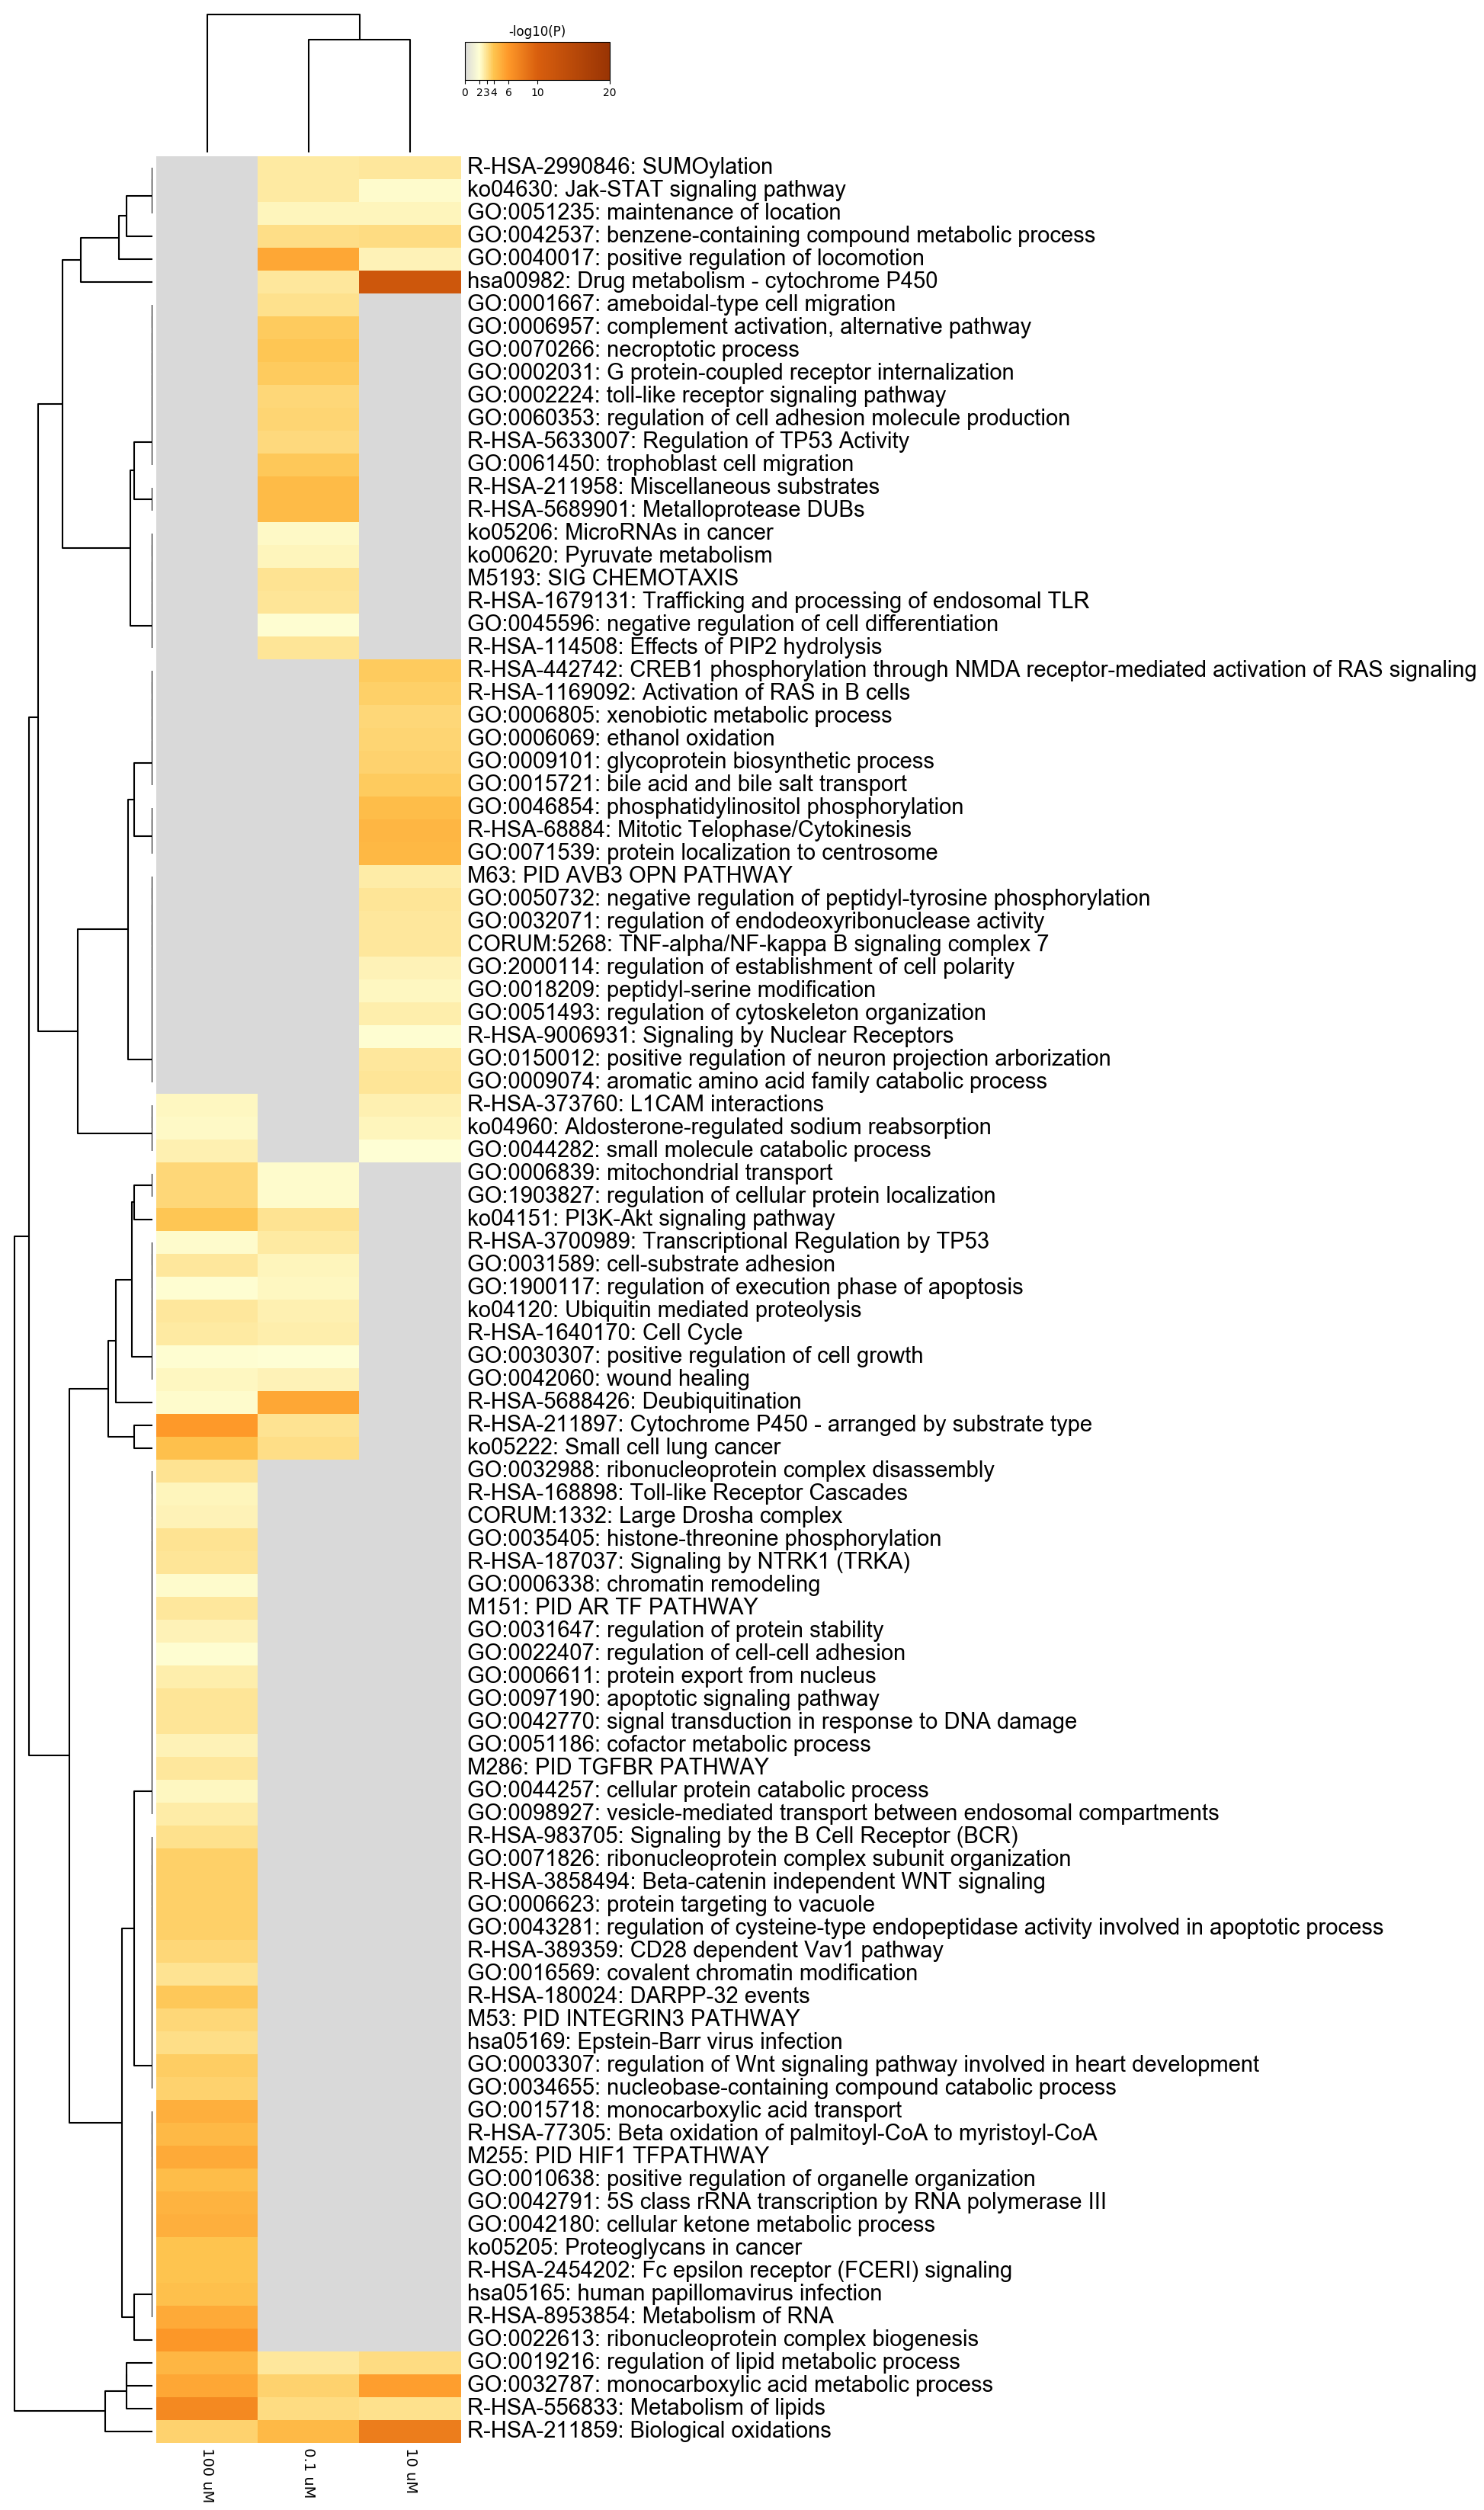 -log10(P)
0 2 3 4 6 10 20
R-HSA-2990846: SUMOylation
ko04630: Jak-STAT signaling pathway
GO:0051235: maintenance of location
GO:0042537: benzene-containing compound metabolic process
GO:0040017: positive regulation of locomotion
hsa00982: Drug metabolism - cytochrome P450
GO:0001667: ameboidal-type cell migration
GO:0006957: complement activation, alternative pathway
GO:0070266: necroptotic process
GO:0002031: G protein-coupled receptor internalization
GO:0002224: toll-like receptor signaling pathway
GO:0060353: regulation of cell adhesion molecule production
R-HSA-5633007: Regulation of TP53 Activity
GO:0061450: trophoblast cell migration
R-HSA-211958: Miscellaneous substrates
R-HSA-5689901: Metalloprotease DUBs
ko05206: MicroRNAs in cancer
ko00620: Pyruvate metabolism
M5193: SIG CHEMOTAXIS
R-HSA-1679131: Trafficking and processing of endosomal TLR
GO:0045596: negative regulation of cell differentiation
R-HSA-114508: Effects of PIP2 hydrolysis
R-HSA-442742: CREB1 phosphorylation through NMDA receptor-mediated activation of RAS signaling
R-HSA-1169092: Activation of RAS in B cells
GO:0006805: xenobiotic metabolic process
GO:0006069: ethanol oxidation
GO:0009101: glycoprotein biosynthetic process
GO:0015721: bile acid and bile salt transport
GO:0046854: phosphatidylinositol phosphorylation
R-HSA-68884: Mitotic Telophase/Cytokinesis
GO:0071539: protein localization to centrosome
M63: PID AVB3 OPN PATHWAY
GO:0050732: negative regulation of peptidyl-tyrosine phosphorylation
GO:0032071: regulation of endodeoxyribonuclease activity
CORUM:5268: TNF-alpha/NF-kappa B signaling complex 7
GO:2000114: regulation of establishment of cell polarity
GO:0018209: peptidyl-serine modification
GO:0051493: regulation of cytoskeleton organization
R-HSA-9006931: Signaling by Nuclear Receptors
GO:0150012: positive regulation of neuron projection arborization
GO:0009074: aromatic amino acid family catabolic process
R-HSA-373760: L1CAM interactions
ko04960: Aldosterone-regulated sodium reabsorption
GO:0044282: small molecule catabolic process
GO:0006839: mitochondrial transport
GO:1903827: regulation of cellular protein localization
ko04151: PI3K-Akt signaling pathway
R-HSA-3700989: Transcriptional Regulation by TP53
GO:0031589: cell-substrate adhesion
GO:1900117: regulation of execution phase of apoptosis
ko04120: Ubiquitin mediated proteolysis
R-HSA-1640170: Cell Cycle
GO:0030307: positive regulation of cell growth
GO:0042060: wound healing
R-HSA-5688426: Deubiquitination
R-HSA-211897: Cytochrome P450 - arranged by substrate type
ko05222: Small cell lung cancer
GO:0032988: ribonucleoprotein complex disassembly
R-HSA-168898: Toll-like Receptor Cascades
CORUM:1332: Large Drosha complex
GO:0035405: histone-threonine phosphorylation
R-HSA-187037: Signaling by NTRK1 (TRKA)
GO:0006338: chromatin remodeling
M151: PID AR TF PATHWAY
GO:0031647: regulation of protein stability
GO:0022407: regulation of cell-cell adhesion
GO:0006611: protein export from nucleus
GO:0097190: apoptotic signaling pathway
GO:0042770: signal transduction in response to DNA damage
GO:0051186: cofactor metabolic process
M286: PID TGFBR PATHWAY
GO:0044257: cellular protein catabolic process
GO:0098927: vesicle-mediated transport between endosomal compartments
R-HSA-983705: Signaling by the B Cell Receptor (BCR)
GO:0071826: ribonucleoprotein complex subunit organization
R-HSA-3858494: Beta-catenin independent WNT signaling
GO:0006623: protein targeting to vacuole
GO:0043281: regulation of cysteine-type endopeptidase activity involved in apoptotic process
R-HSA-389359: CD28 dependent Vav1 pathway
GO:0016569: covalent chromatin modification
R-HSA-180024: DARPP-32 events
M53: PID INTEGRIN3 PATHWAY
hsa05169: Epstein-Barr virus infection
GO:0003307: regulation of Wnt signaling pathway involved in heart development
GO:0034655: nucleobase-containing compound catabolic process
GO:0015718: monocarboxylic acid transport
R-HSA-77305: Beta oxidation of palmitoyl-CoA to myristoyl-CoA
M255: PID HIF1 TFPATHWAY
GO:0010638: positive regulation of organelle organization
GO:0042791: 5S class rRNA transcription by RNA polymerase III
GO:0042180: cellular ketone metabolic process
ko05205: Proteoglycans in cancer
R-HSA-2454202: Fc epsilon receptor (FCERI) signaling
hsa05165: human papillomavirus infection
R-HSA-8953854: Metabolism of RNA
GO:0022613: ribonucleoprotein complex biogenesis
GO:0019216: regulation of lipid metabolic process
GO:0032787: monocarboxylic acid metabolic process
R-HSA-556833: Metabolism of lipids
R-HSA-211859: Biological oxidations
100 uM
0.1 uM
10 uM